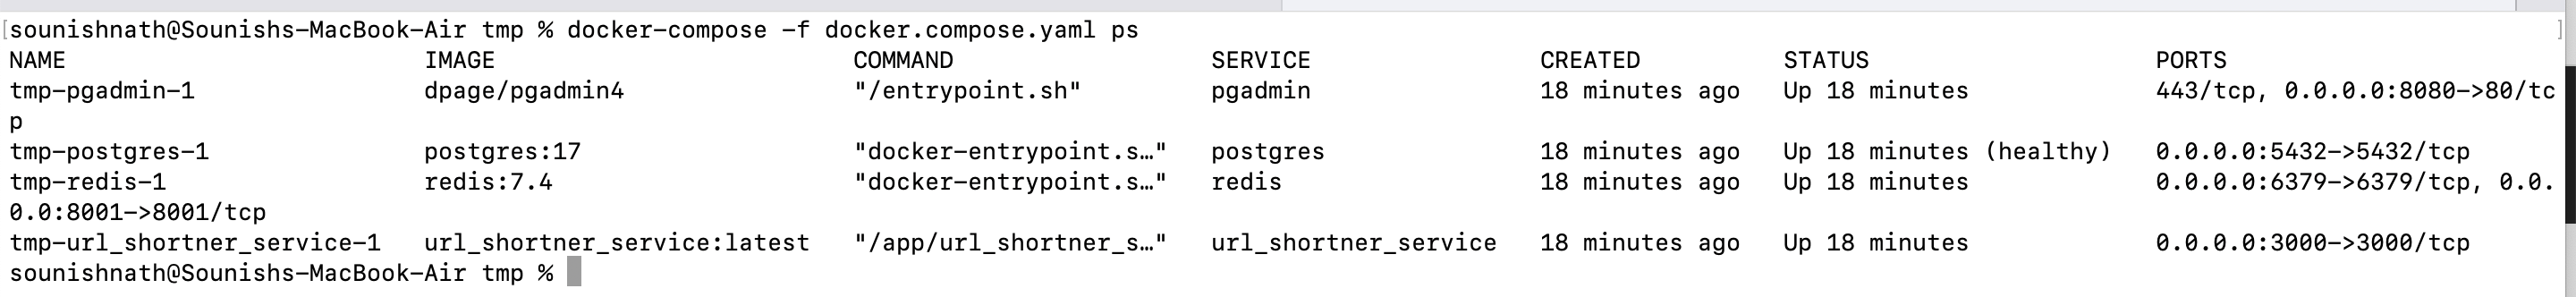 [sounishnath@Sounishs-MacBook-Air tmp % docker-compose -f docker.compose.yaml ps ]
NAME IMAGE COMMAND SERVICE CREATED STATUS PORTS
tmp-pgadmin-1 dpage/pgadmin4 "/entrypoint.sh" pgadmin 18 minutes ago Up 18 minutes 443/tcp, 0.0.0.0:8080->80/tc
p
tmp-postgres-1 postgres:17 "docker-entrypoint.s…" postgres 18 minutes ago Up 18 minutes (healthy) 0.0.0.0:5432->5432/tcp
tmp-redis-1 redis:7.4 "docker-entrypoint.s…" redis 18 minutes ago Up 18 minutes 0.0.0.0:6379->6379/tcp, 0.0.
0.0:8001->8001/tcp
tmp-url_shortner_service-1 url_shortner_service:latest "/app/url_shortner_s…" url_shortner_service 18 minutes ago Up 18 minutes 0.0.0.0:3000->3000/tcp
sounishnath@Sounishs-MacBook-Air tmp %